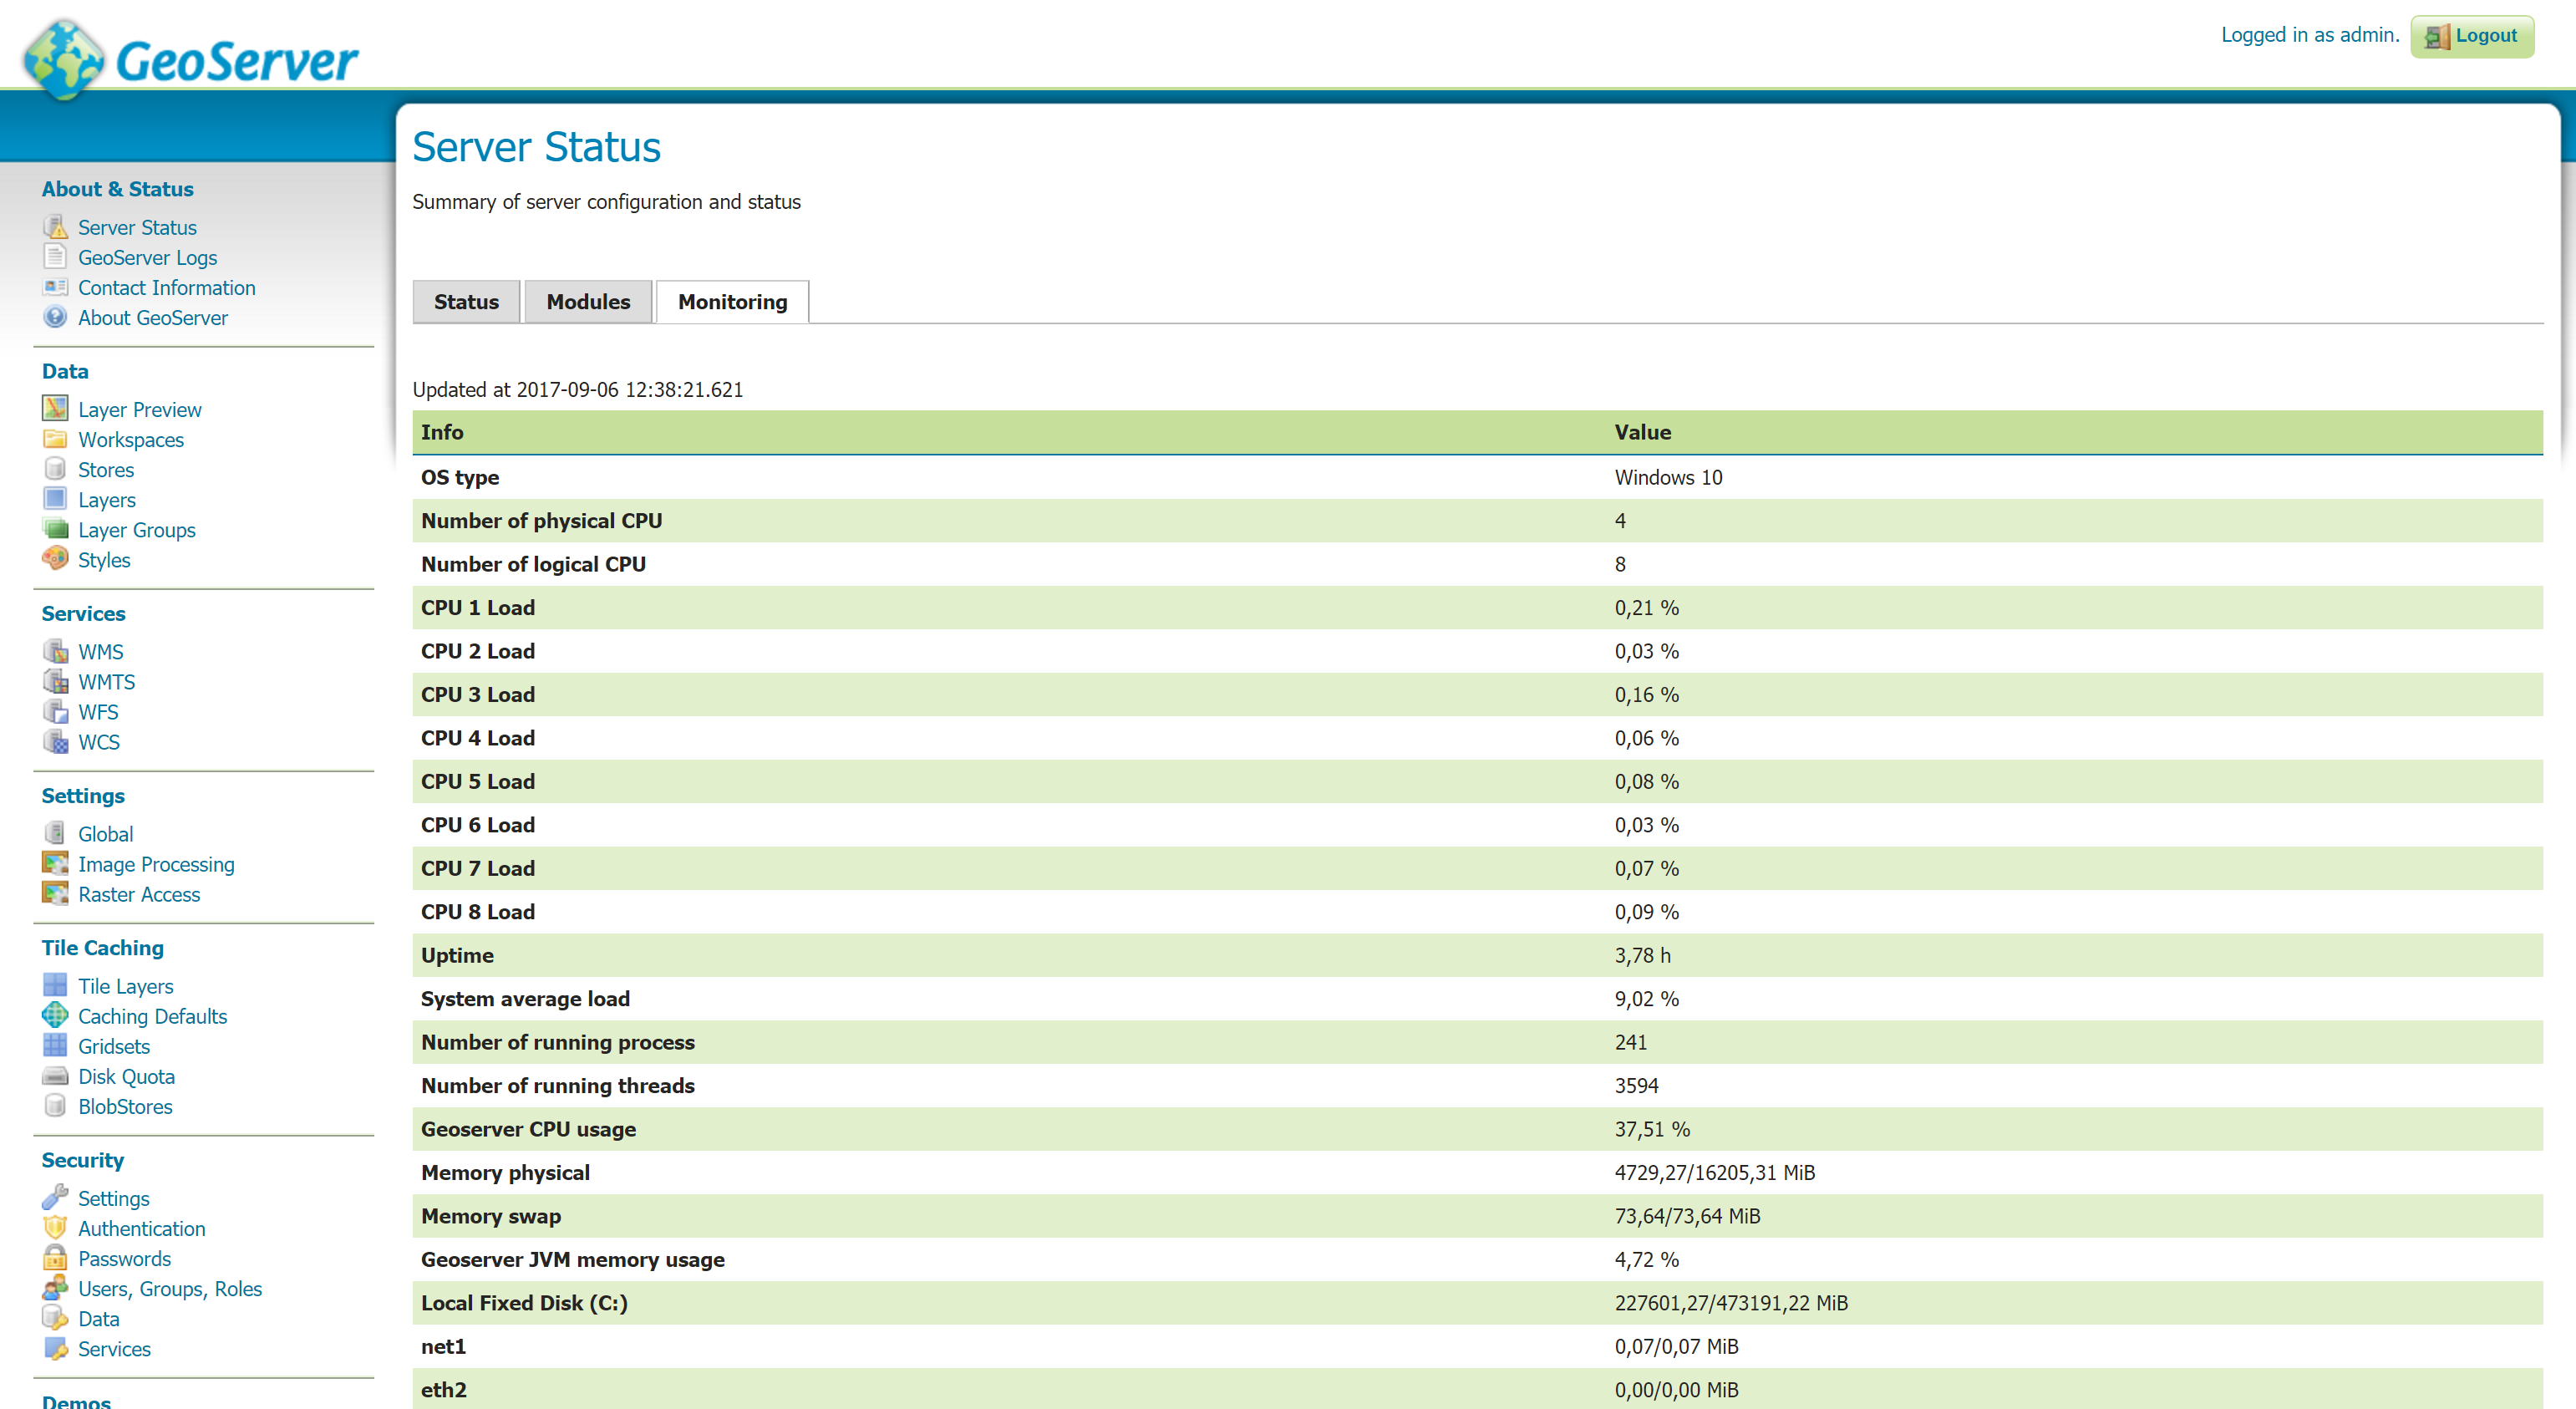 GeoServer
Logged in as admin. Logout
Server Status
Summary of server configuration and status
About & Status
Server Status
GeoServer Logs
Contact Information
About GeoServer
Data
Layer Preview
Workspaces
Stores
Layers
Layer Groups
Styles
Services
WMS
WMTS
WFS
WCS
Settings
Global
Image Processing
Raster Access
Tile Caching
Tile Layers
Caching Defaults
Gridsets
Disk Quota
BlobStores
Security
Settings
Authentication
Passwords
Users, Groups, Roles
Data
Services
Demos
Status Modules Monitoring
Updated at 2017-09-06 12:38:21.621
Info Value
OS type Windows 10
Number of physical CPU 4
Number of logical CPU 8
CPU 1 Load 0,21 %
CPU 2 Load 0,03 %
CPU 3 Load 0,16 %
CPU 4 Load 0,06 %
CPU 5 Load 0,08 %
CPU 6 Load 0,03 %
CPU 7 Load 0,07 %
CPU 8 Load 0,09 %
Uptime 3,78 h
System average load 9,02 %
Number of running process 241
Number of running threads 3594
Geoserver CPU usage 37,51 %
Memory physical 4729,27/16205,31 MiB
Memory swap 73,64/73,64 MiB
Geoserver JVM memory usage 4,72 %
Local Fixed Disk (C:) 227601,27/473191,22 MiB
net1 0,07/0,07 MiB
eth2 0,00/0,00 MiB